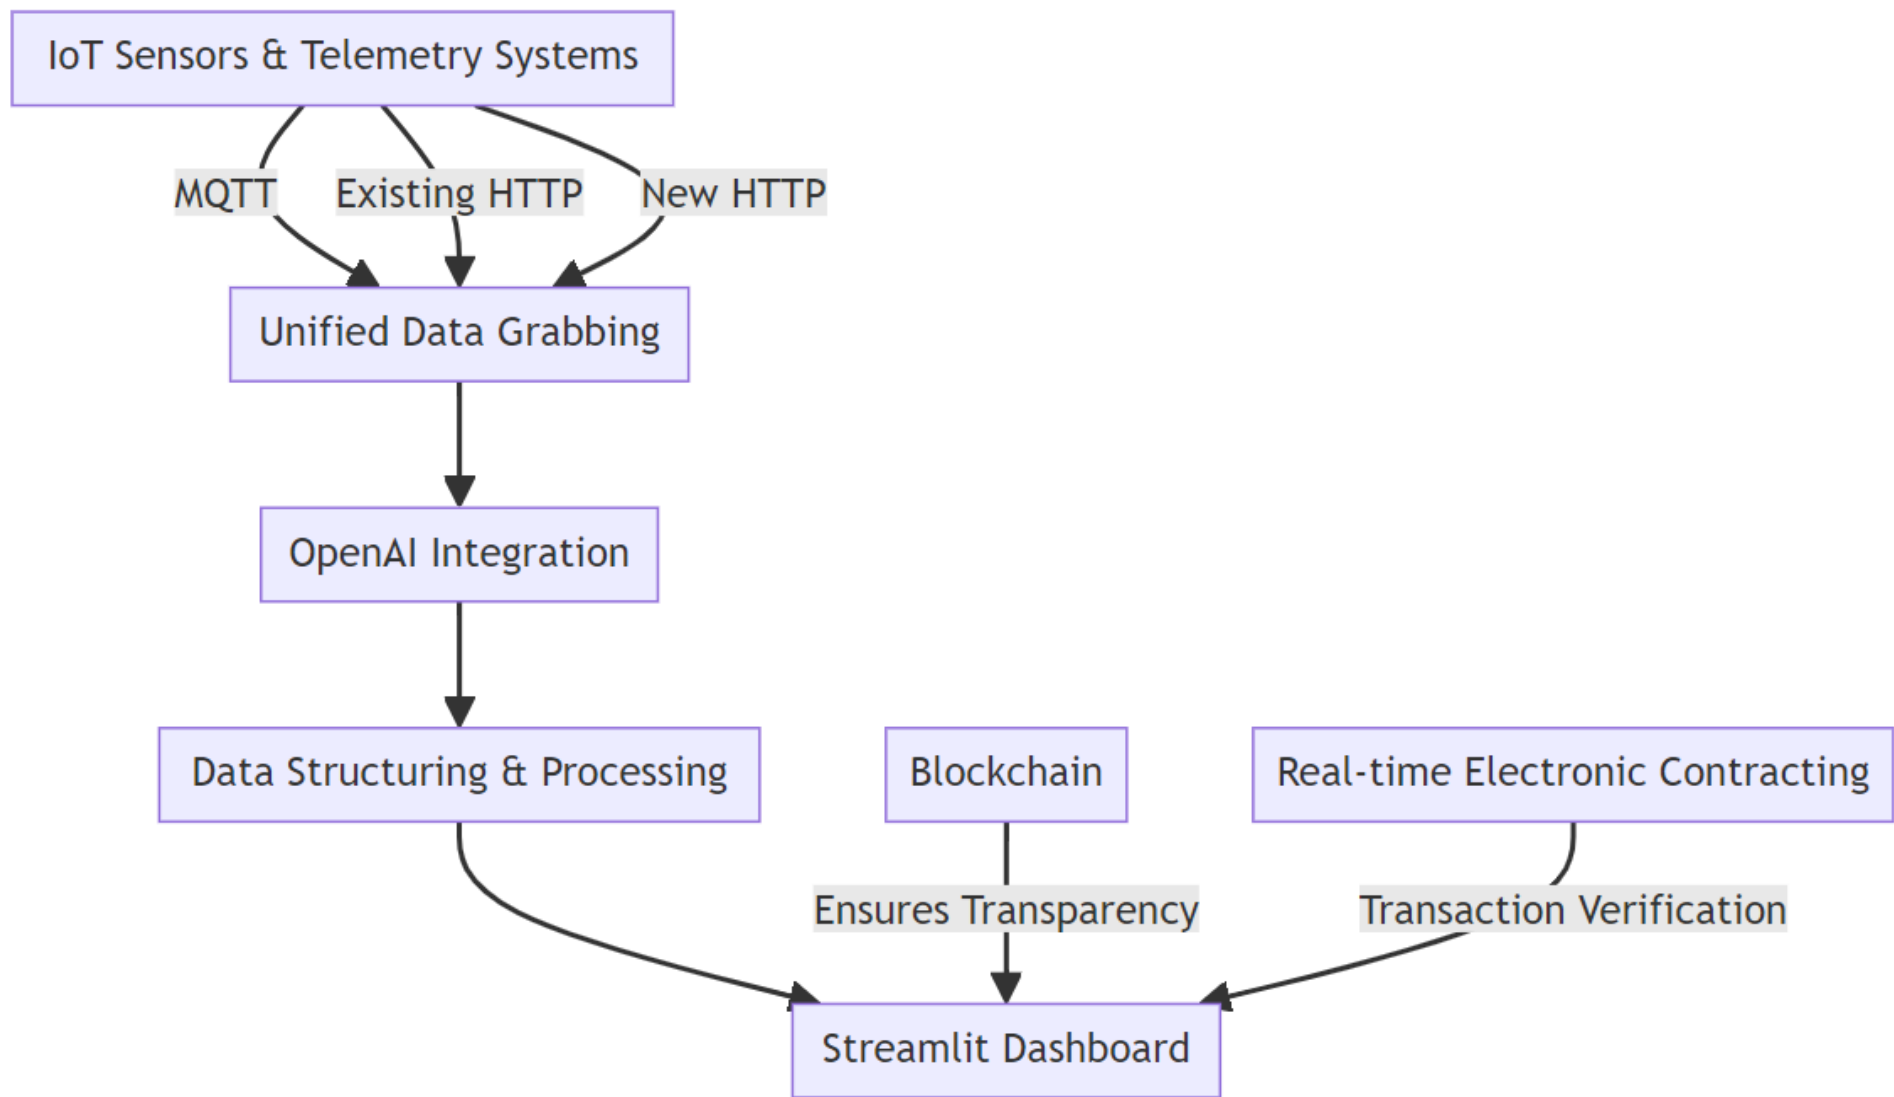 IoT Sensors & Telemetry Systems
MQTT
Existing HTTP
New HTTP
Unified Data Grabbing
OpenAI Integration
Data Structuring & Processing
Blockchain
Real-time Electronic Contracting
Ensures Transparency
Transaction Verification
Streamlit Dashboard